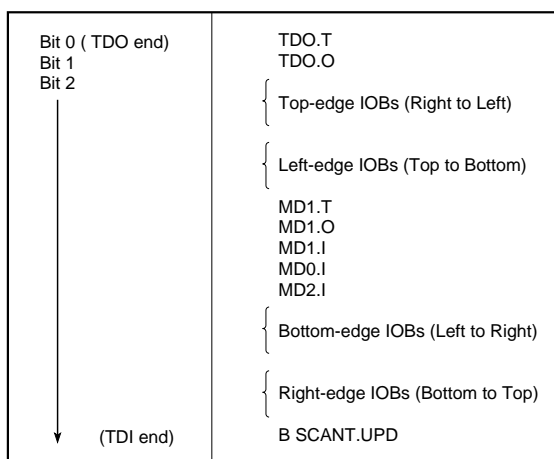 Bit 0 ( TDO end)
Bit 1
Bit 2
(TDI end)
TDO.T
TDO.O
Top-edge IOBs (Right to Left)
Left-edge IOBs (Top to Bottom)
MD1.T
MD1.O
MD1.I
MD0.I
MD2.I
Bottom-edge IOBs (Left to Right)
Right-edge IOBs (Bottom to Top)
B SCANT.UPD